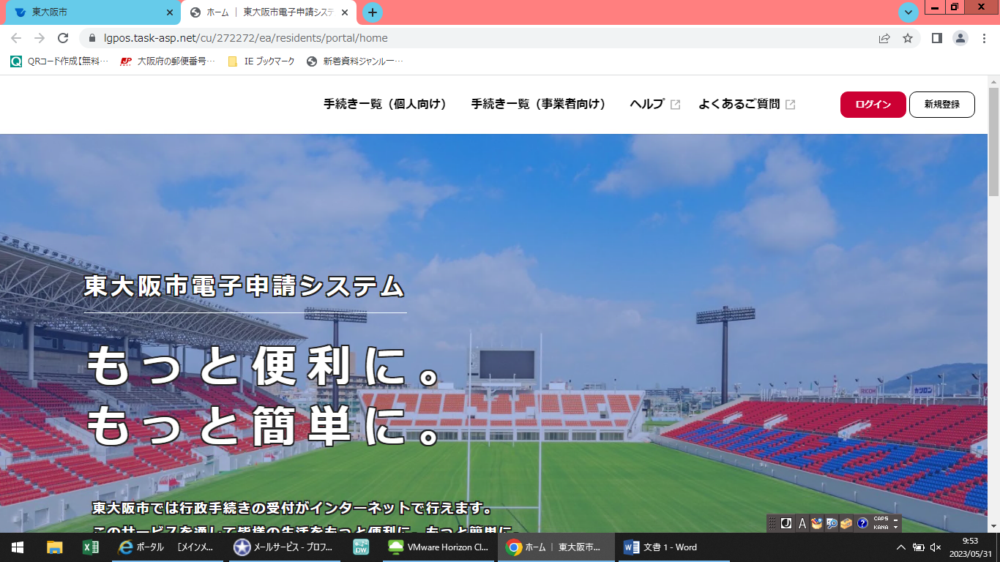 東大阪市
ホーム ｜ 東大阪市電子申請システ
lgpos.task-asp.net/cu/272272/ea/residents/portal/home
QRコード作成【無料…
大阪府の郵便番号…
IE ブックマーク
新着資料ジャンル一…
手続き一覧（個人向け）
手続き一覧（事業者向け）
ヘルプ
よくあるご質問
ログイン
新規登録
東大阪市電子申請システム
もっと便利に。
もっと簡単に。
RICOH
カツロン
東大阪市では行政手続きの受付がインターネットで行えます。
このサービスを通して皆様の生活をもっと便利に、もっと簡単に。
A
CAPS
KANA
ポータル ［メインメ...
メールサービス - プロフ...
DW
VMware Horizon Cl...
ホーム ｜ 東大阪市...
文書 1 - Word
9:53
2023/05/31